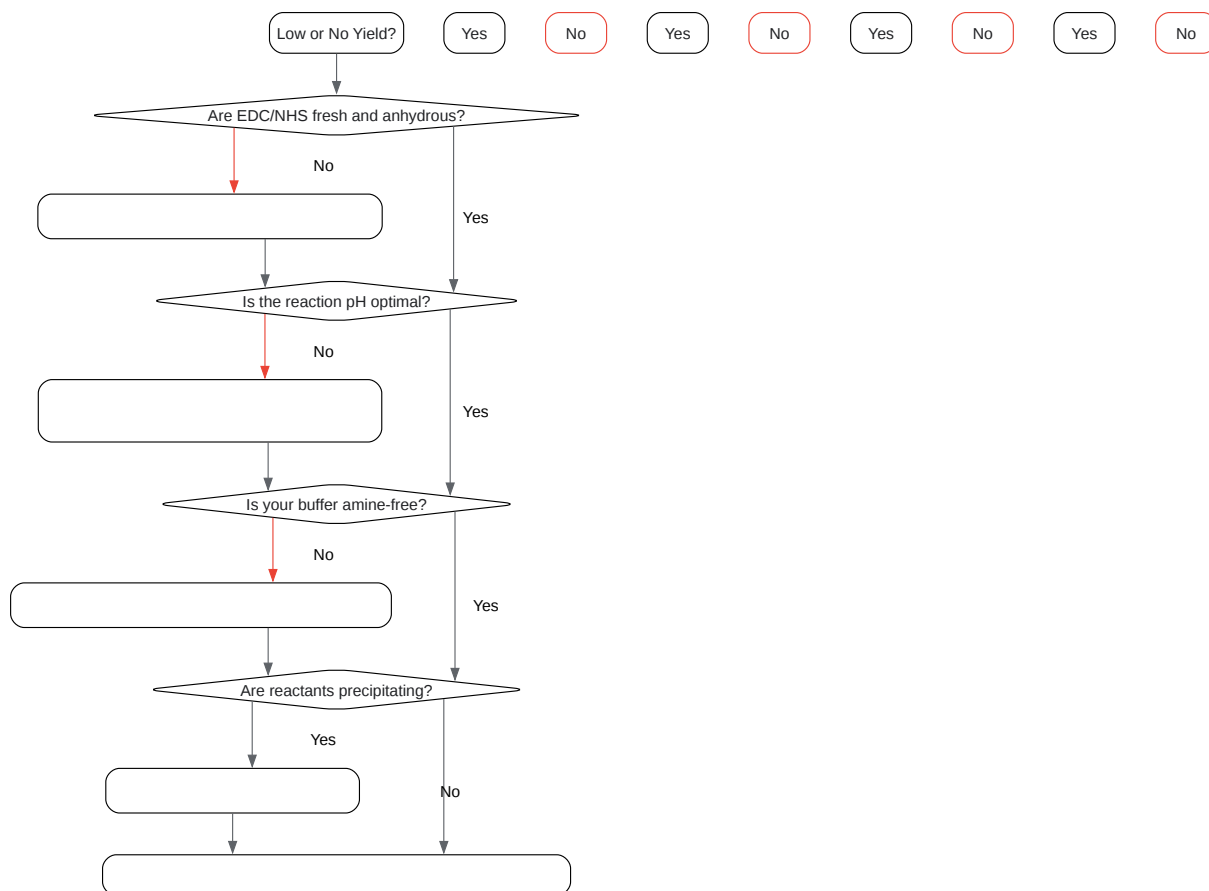 Low or No Yield?
Yes
No
Yes
No
Yes
No
Yes
No
Are EDC/NHS fresh and anhydrous?
No
Yes
Is the reaction pH optimal?
No
Yes
Is your buffer amine-free?
No
Yes
Are reactants precipitating?
Yes
No